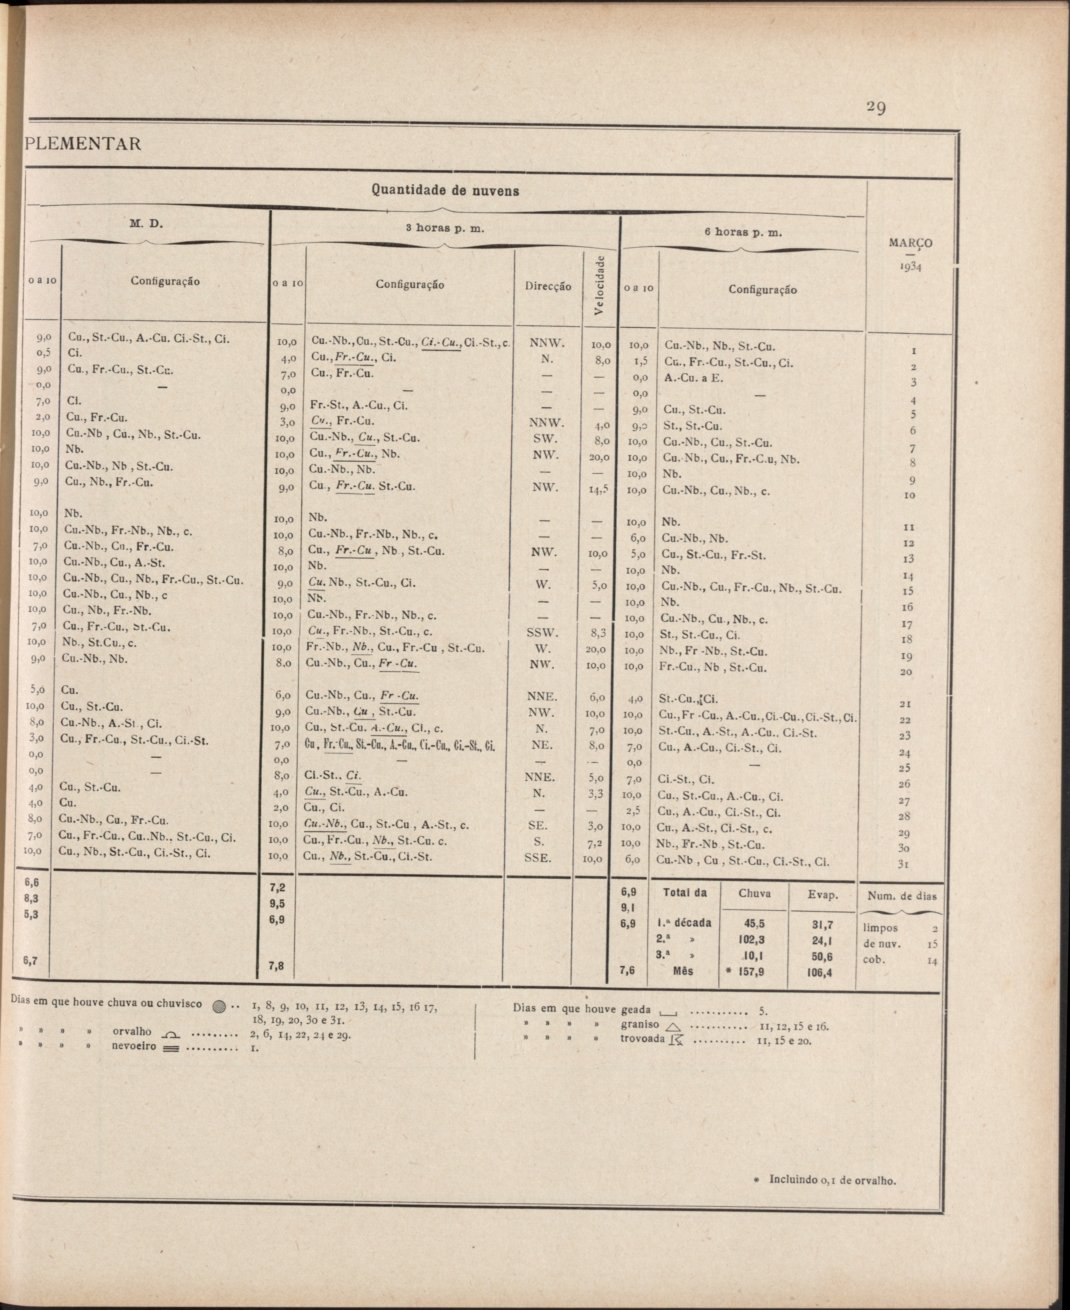 29
PLEMENTAR
Quantidade de nuvens
M. D.
3 horas p. m.
6 horas p. m.
MARÇO
—
1934
0 a 10 Configuração 0 a 10 Configuração Direcção Velocidade 0 a 10 Configuração
9,0 Cu., St.-Cu., A.-Cu. Ci.-St., Ci. 10,0 Cu.-Nb., Cu., St.-Cu., Ci.-Cu., Ci.-St., c. NNW. 10,0 10,0 Cu.-Nb., Nb., St.-Cu. 1
0,5 Ci. 4,0 Cu., Fr.-Cu., Ci. N. 8,0 1,5 Cu., Fr.-Cu., St.-Cu., Ci. 2
9,0 Cu., Fr.-Cu., St.-Cu. 7,0 Cu., Fr.-Cu. — — 0,0 A.-Cu. a E. 3
0,0 — 0,0 — — — 0,0 — 4
7,0 Ci. 9,0 Fr.-St., A.-Cu., Ci. — — 9,0 Cu., St.-Cu. 5
2,0 Cu., Fr.-Cu. 3,0 Cu., Fr.-Cu. NNW. 4,0 9,0 St., St.-Cu. 6
10,0 Cu.-Nb , Cu., Nb., St.-Cu. 10,0 Cu.-Nb., Cu., St.-Cu. SW. 8,0 10,0 Cu.-Nb., Cu., St.-Cu. 7
10,0 Nb. 10,0 Cu., Fr.-Cu., Nb. NW. 20,0 10,0 Cu.-Nb., Cu., Fr.-C.u, Nb. 8
10,0 Cu.-Nb., Nb , St.-Cu. 10,0 Cu.-Nb., Nb. — — 10,0 Nb. 9
9,0 Cu., Nb., Fr.-Cu. 9,0 Cu., Fr.-Cu. St.-Cu. NW. 14,5 10,0 Cu.-Nb., Cu., Nb., c. 10
10,0 Nb. 10,0 Nb. — — 10,0 Nb. 11
10,0 Cu.-Nb., Fr.-Nb., Nb., c. 10,0 Cu.-Nb., Fr.-Nb., Nb., c. — — 6,0 Cu.-Nb., Nb. 12
7,0 Cu.-Nb., Cu., Fr.-Cu. 8,0 Cu., Fr.-Cu , Nb , St.-Cu. NW. 10,0 5,0 Cu., St.-Cu., Fr.-St. 13
10,0 Cu.-Nb., Cu., A.-St. 10,0 Nb. — — 10,0 Nb. 14
10,0 Cu.-Nb., Cu., Nb., Fr.-Cu., St.-Cu. 9,0 Cu. Nb., St.-Cu., Ci. W. 5,0 10,0 Cu.-Nb., Cu., Fr.-Cu., Nb., St.-Cu. 15
10,0 Cu.-Nb., Cu., Nb., c 10,0 Nb. — — 10,0 Nb. 16
10,0 Cu., Nb., Fr.-Nb. 10,0 Cu.-Nb., Fr.-Nb., Nb., c. — — 10,0 Cu.-Nb., Cu., Nb., c. 17
7,0 Cu., Fr.-Cu., St.-Cu. 10,0 Cu., Fr.-Nb., St.-Cu., c. SSW. 8,3 10,0 St., St.-Cu., Ci. 18
10,0 Nb., St.Cu., c. 10,0 Fr.-Nb., Nb., Cu., Fr.-Cu , St.-Cu. W. 20,0 10,0 Nb., Fr -Nb., St.-Cu. 19
9,0 Cu.-Nb., Nb. 8.0 Cu.-Nb., Cu., Fr -Cu. NW. 10,0 10,0 Fr.-Cu., Nb , St.-Cu. 20
5,0 Cu. 6,0 Cu.-Nb., Cu., Fr -Cu. NNE. 6,0 4,0 St.-Cu., Ci. 21
10,0 Cu., St.-Cu. 9,0 Cu.-Nb., Cu , St.-Cu. NW. 10,0 10,0 Cu., Fr -Cu., A.-Cu., Ci.-Cu., Ci.-St., Ci. 22
8,0 Cu.-Nb., A.-St , Ci. 10,0 Cu., St.-Cu. A.-Cu., Ci., c. N. 7,0 10,0 St.-Cu., A.-St., A.-Cu., Ci.-St. 23
3,0 Cu., Fr.-Cu., St.-Cu., Ci.-St. 7,0 Cu , Fr.-Cu., St.-Cu., A.-Cu., Ci.-Cu., Ci.-St., Ci. NE. 8,0 7,0 Cu., A.-Cu., Ci.-St., Ci. 24
0,0 — 0,0 — — — 0,0 — 25
0,0 — 8,0 Ci.-St., Ci. NNE. 5,0 7,0 Ci.-St., Ci. 26
4,0 Cu., St.-Cu. 4,0 Cu., St.-Cu., A.-Cu. N. 3,3 10,0 Cu., St.-Cu., A.-Cu., Ci. 27
4,0 Cu. 2,0 Cu., Ci. — — 2,5 Cu., A.-Cu., Ci.-St., Ci. 28
8,0 Cu.-Nb., Cu., Fr.-Cu. 10,0 Cu.-Nb., Cu., St.-Cu , A.-St., c. SE. 3,0 10,0 Cu., A.-St., Ci.-St., c. 29
7,0 Cu., Fr.-Cu., Cu..Nb., St.-Cu., Ci. 10,0 Cu., Fr.-Cu., Nb., St.-Cu. c. S. 7,2 10,0 Nb., Fr.-Nb , St.-Cu. 30
10,0 Cu., Nb., St.-Cu., Ci.-St., Ci. 10,0 Cu., Nb., St.-Cu., Ci.-St. SSE. 10,0 6,0 Cu.-Nb , Cu , St.-Cu., Ci.-St., Ci. 31
6,6 7,2 6,9 Total da Chuva Evap. Num. de dias
8,3 9,5 9,1
5,3 6,9 6,9 1.ª década 45,5 31,7 limpos 2
2.ª » 102,3 24,1 de nuv. 15
3.ª » 10,1 50,6 cob. 14
6,7 7,8 7,6 Mês * 157,9 106,4
Dias em que houve chuva ou chuvisco .. 1, 8, 9, 10, 11, 12, 13, 14, 15, 16 17,
18, 19, 20, 30 e 31.
» » » » orvalho ......... 2, 6, 14, 22, 24 e 29.
» » » » nevoeiro .......... 1.
Dias em que houve geada ........... 5.
» » » » graniso ........... 11, 12, 15 e 16.
» » » » trovoada .......... 11, 15 e 20.
* Incluindo 0,1 de orvalho.